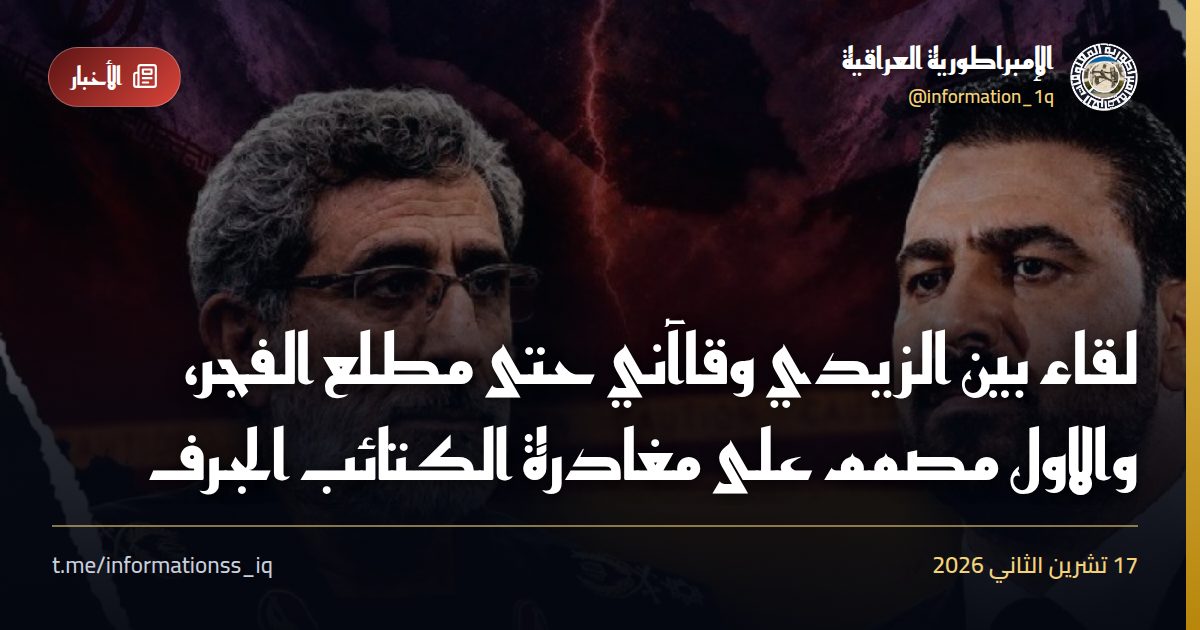 الإمبراطورية العراقية
@information_1q
الأخبار
لقاء بين الزيدي وقاآني حتى مطلع الفجر،
والاول مصمم على مغادرة الكتائب الجرف
17 تشرين الثاني 2026
t.me/informationss_iq